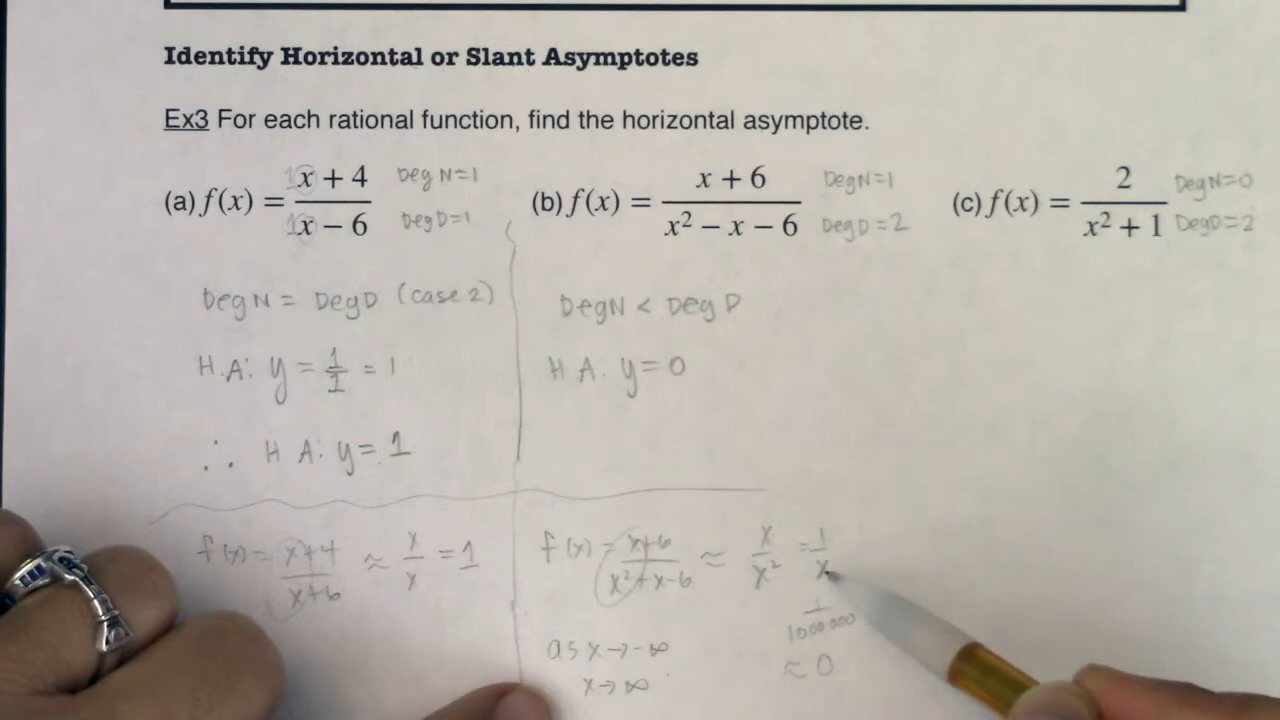 Identify Horizontal or Slant Asymptotes
Ex3 For each rational function, find the horizontal asymptote.
(a) f(x) = (1x + 4)/(1x − 6) Deg N=1 Deg D=1
(b) f(x) = (x + 6)/(x² − x − 6) Deg N=1 Deg D=2
(c) f(x) = 2/(x² + 1) Deg N=0 Deg D=2
Deg N = Deg D (case 2)
H.A: y = 1/1 = 1
∴ H A: y = 1
f(x) = (x+4)/(x+6) ≈ x/x = 1
Deg N < Deg D
H A: y=0
f(x) = (x+6)/(x²+x-6) ≈ x/x² = 1/x
1/1000000
≈ 0
as x→-∞
x→∞